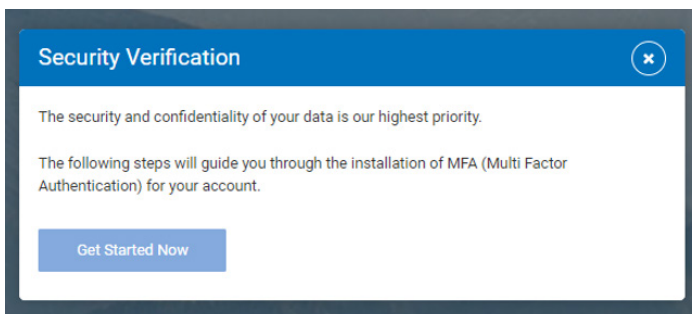 Security Verification
The security and confidentiality of your data is our highest priority.
The following steps will guide you through the installation of MFA (Multi Factor
Authentication) for your account.
Get Started Now